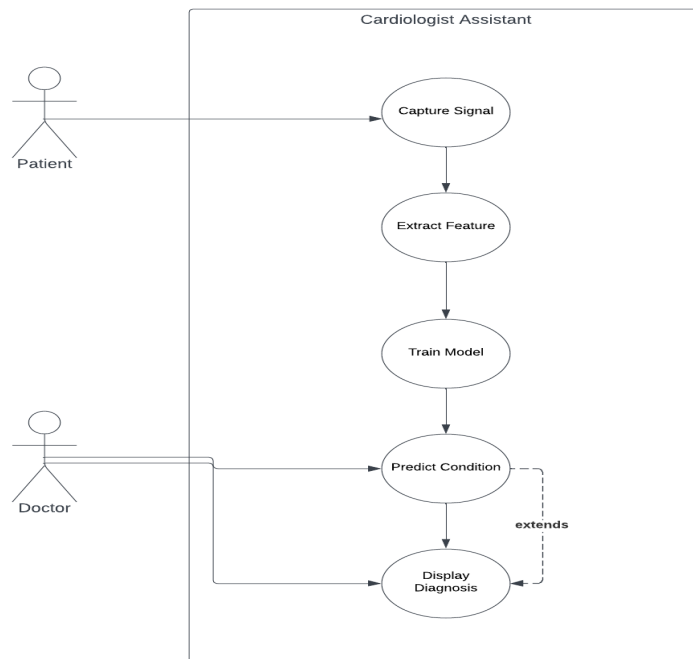 Cardiologist Assistant
Capture Signal
Patient
Extract Feature
Train Model
Predict Condition
Doctor
extends
Display
Diagnosis